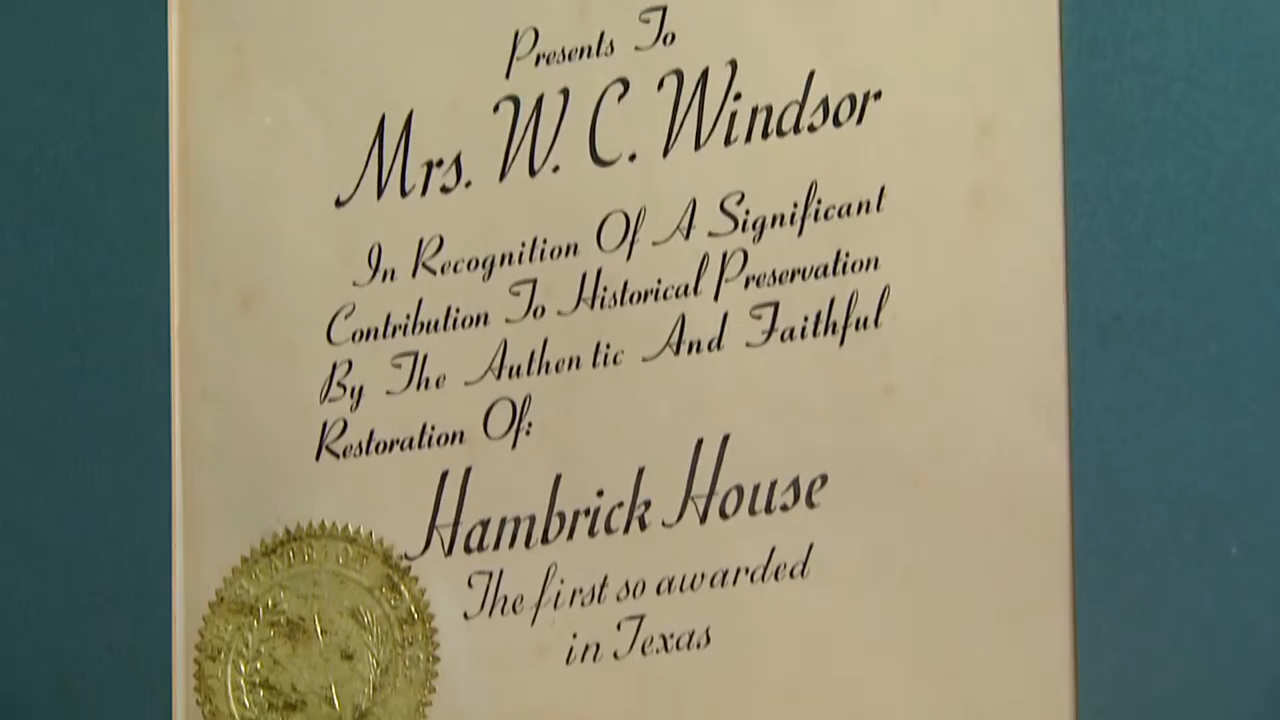 Presents To
Mrs. W. C. Windsor
In Recognition Of A Significant
Contribution To Historical Preservation
By The Authentic And Faithful
Restoration Of:
Hambrick House
The first so awarded
in Texas